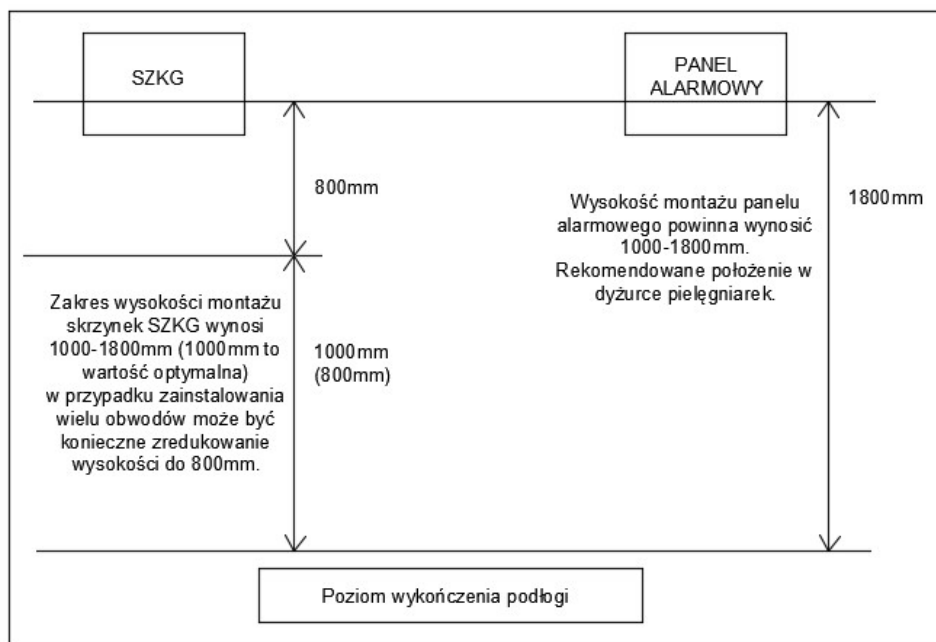 SZKG
PANEL
ALARMOWY
800mm
1800mm
Wysokość montażu panelu
alarmowego powinna wynosić
1000-1800mm.
Rekomendowane położenie w
dyżurce pielęgniarek.
Zakres wysokości montażu
skrzynek SZKG wynosi
1000-1800mm (1000mm to
wartość optymalna)
w przypadku zainstalowania
wielu obwodów może być
konieczne zredukowanie
wysokości do 800mm.
1000mm
(800mm)
Poziom wykończenia podłogi